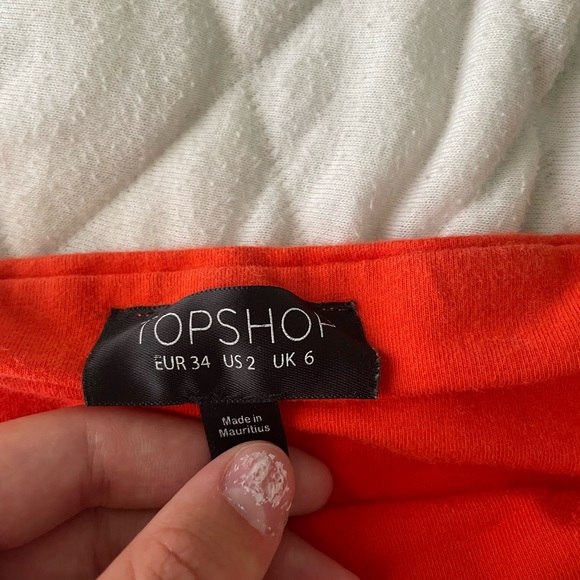 TOPSHOP
EUR 34 US 2 UK 6
Made in
Mauritius